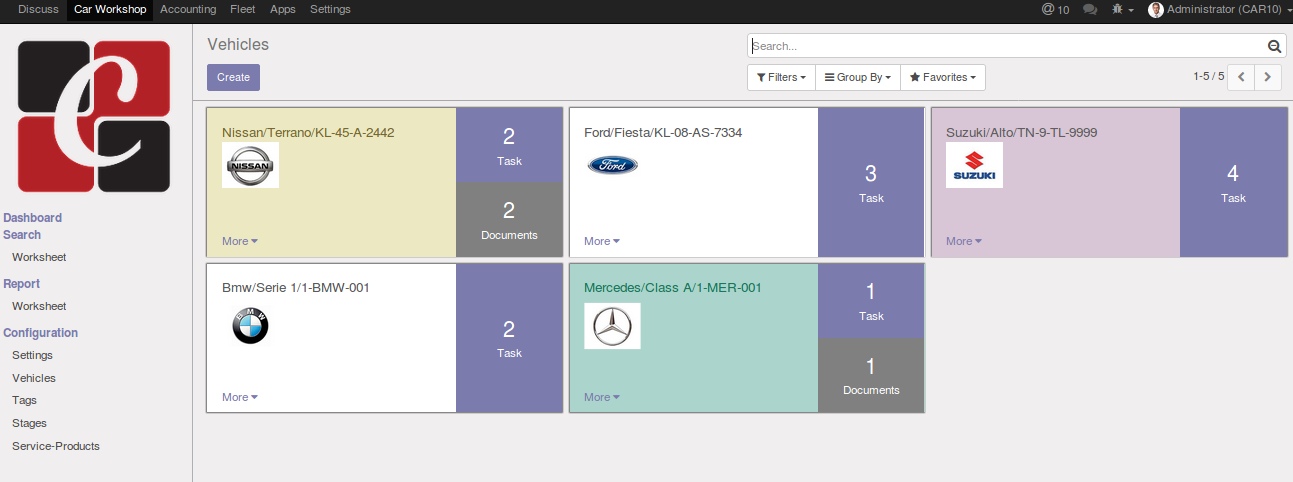 Discuss Car Workshop Accounting Fleet Apps Settings @ 10 Administrator (CAR10)
C
Vehicles
Search...
Create
Filters Group By Favorites 1-5 / 5
Dashboard
Search
Worksheet
Report
Worksheet
Configuration
Settings
Vehicles
Tags
Stages
Service-Products
Nissan/Terrano/KL-45-A-2442
NISSAN
More
2
Task
2
Documents
Ford/Fiesta/KL-08-AS-7334
Ford
More
3
Task
Suzuki/Alto/TN-9-TL-9999
SUZUKI
More
4
Task
Bmw/Serie 1/1-BMW-001
BMW
More
2
Task
Mercedes/Class A/1-MER-001
More
1
Task
1
Documents